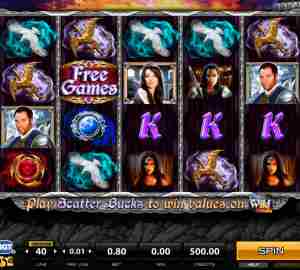 Free
Games
K K
K K
Play Scatter Bucks to win values on
40 0.01 0.80 0.00 500.00 SPIN